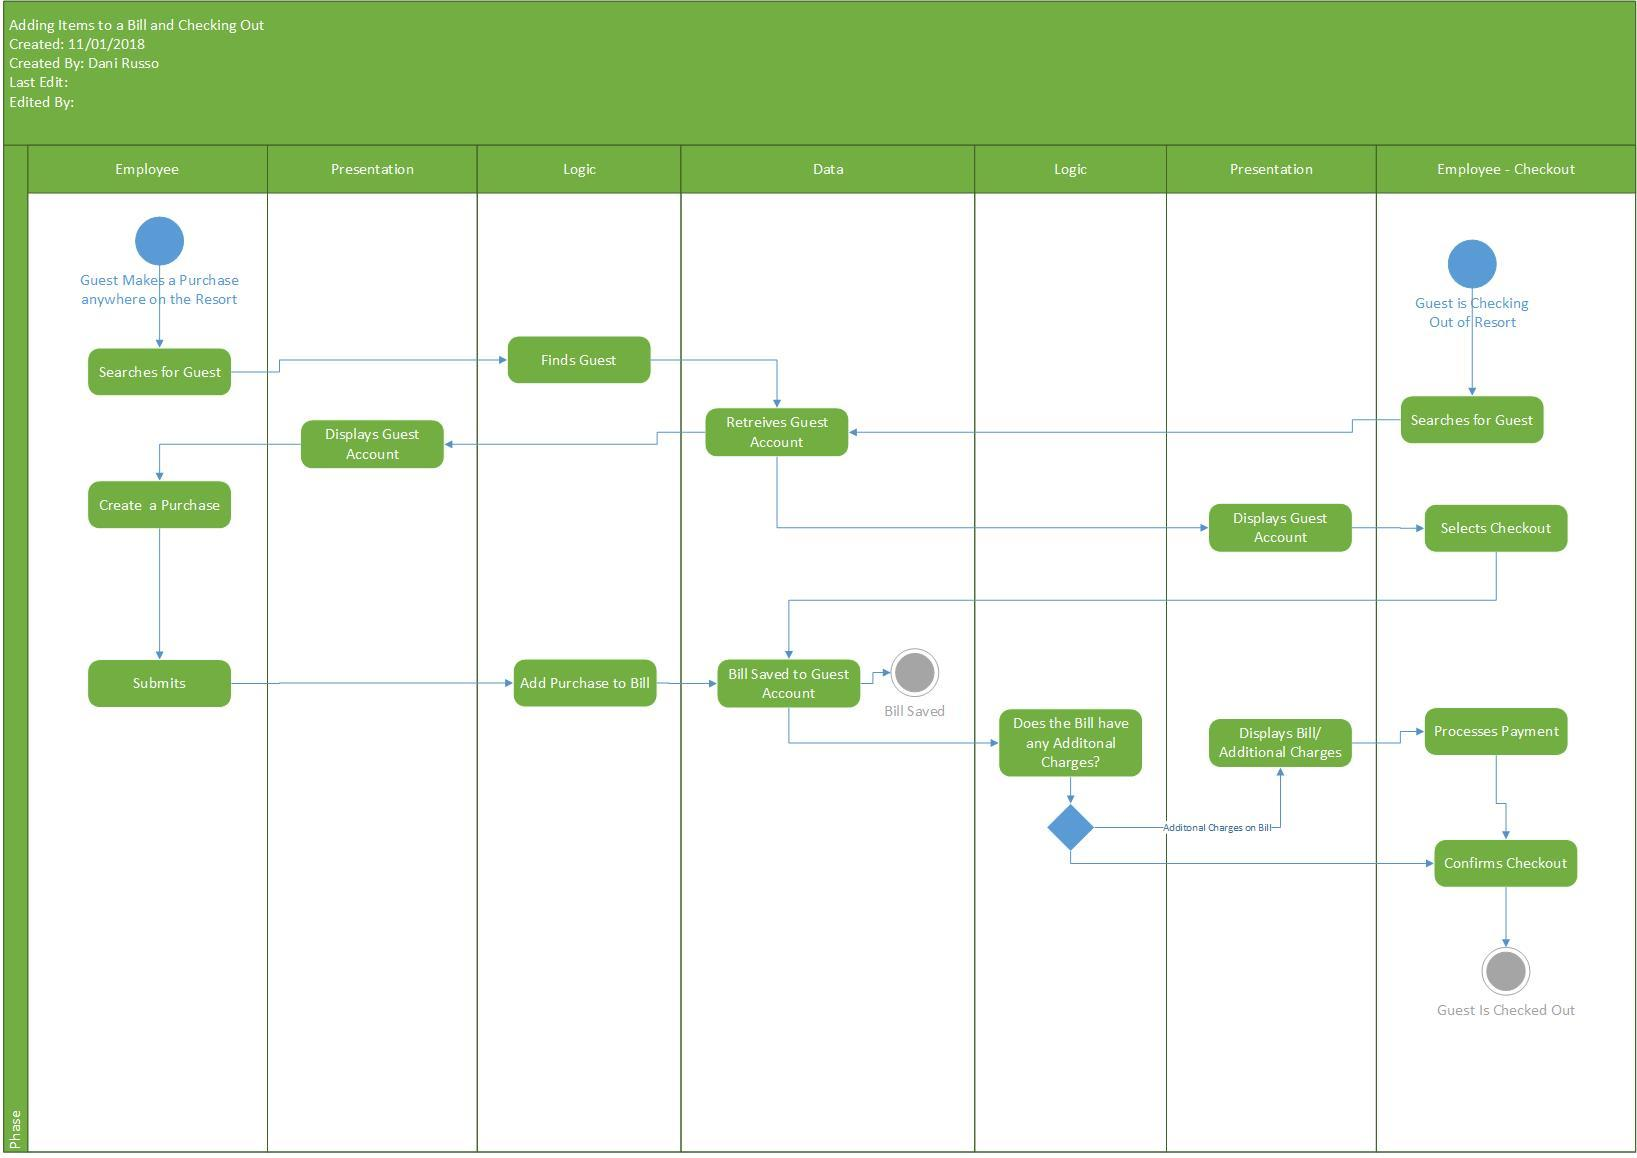 Adding Items to a Bill and Checking Out
Created: 11/01/2018
Created By: Dani Russo
Last Edit:
Edited By:
Employee
Presentation
Logic
Data
Logic
Presentation
Employee - Checkout
Guest Makes a Purchase
anywhere on the Resort
Guest is Checking
Out of Resort
Searches for Guest
Finds Guest
Retreives Guest
Account
Searches for Guest
Displays Guest
Account
Create a Purchase
Displays Guest
Account
Selects Checkout
Submits
Add Purchase to Bill
Bill Saved to Guest
Account
Bill Saved
Does the Bill have
any Additonal
Charges?
Displays Bill/
Additional Charges
Processes Payment
Additonal Charges on Bill
Confirms Checkout
Guest Is Checked Out
Phase